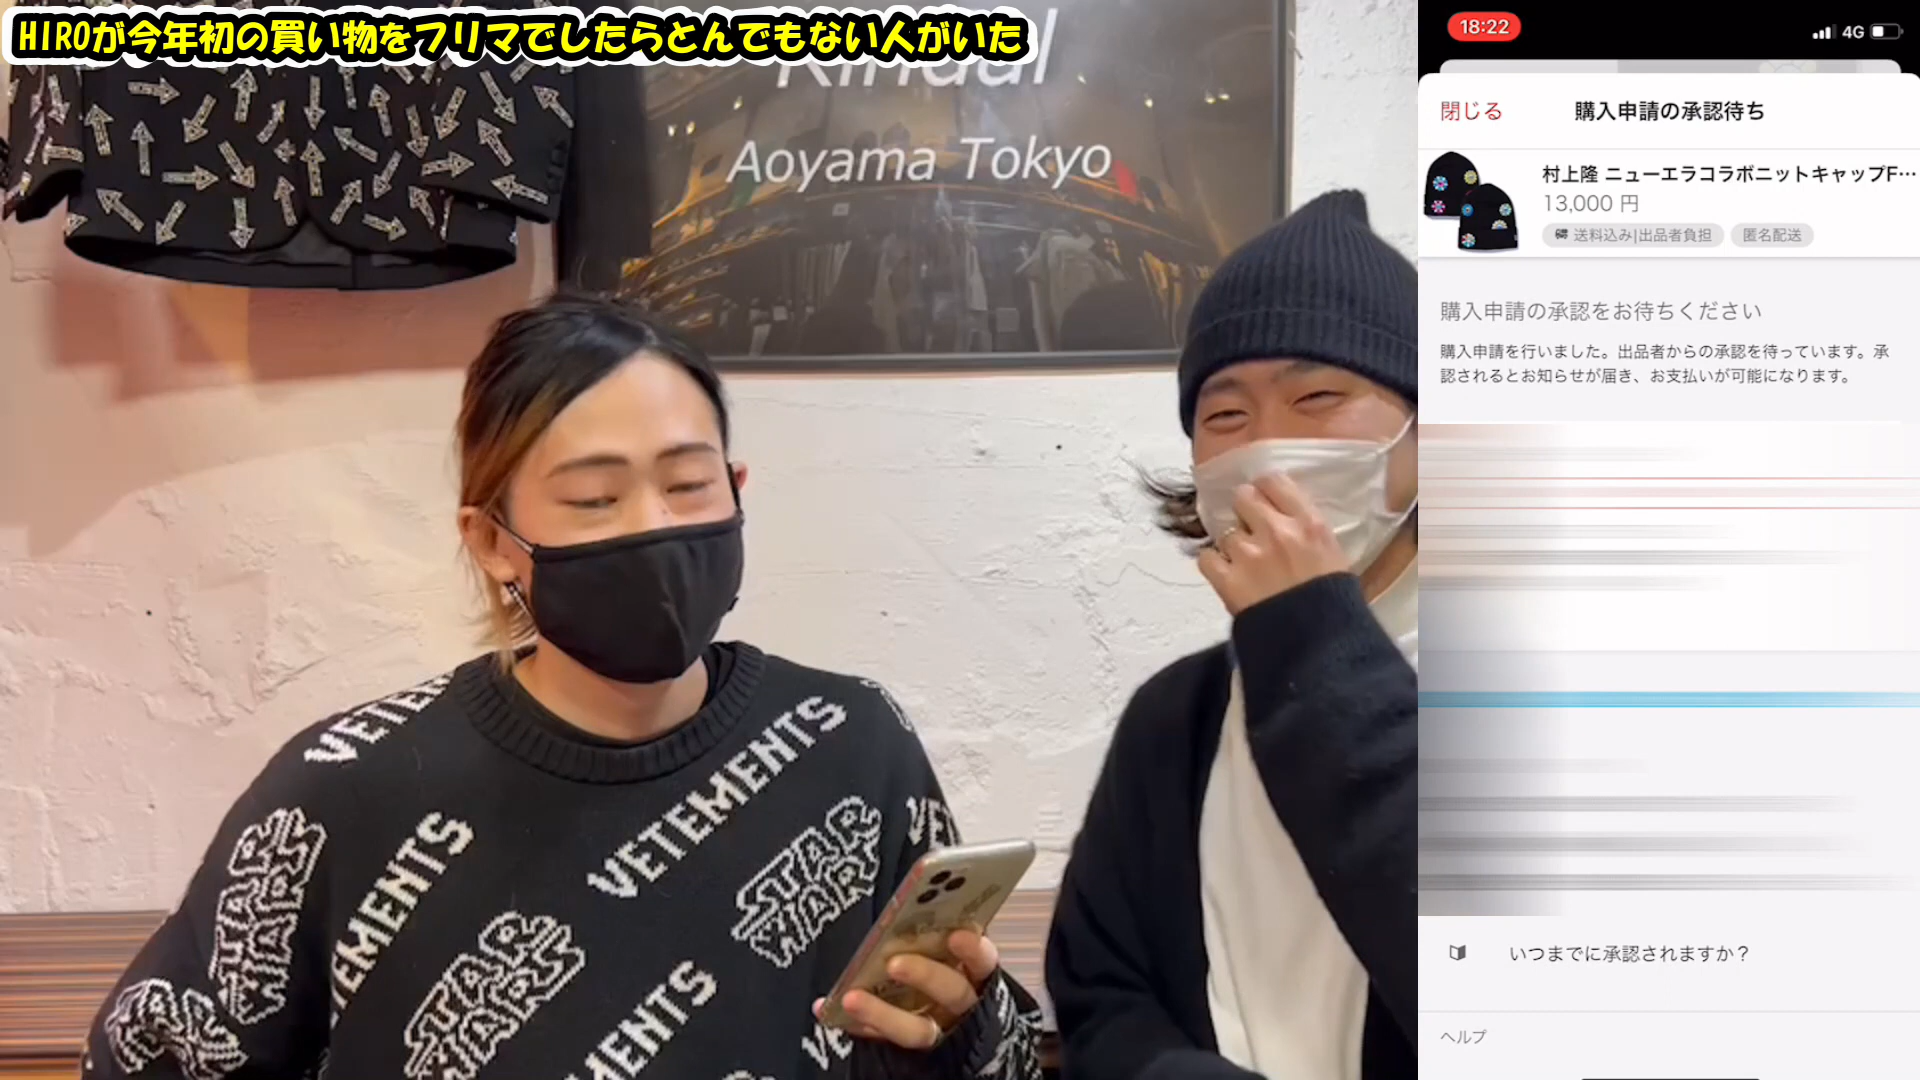 HIROが今年初の買い物をフリマでしたらとんでもない人がいた
Aoyama Tokyo
VETEMENTS
STAR WARS
VETEMENTS
STAR WARS
VETEMENTS
STAR WARS
18:22
4G
閉じる
購入申請の承認待ち
村上隆 ニューエラコラボニットキャップF…
13,000 円
送料込み|出品者負担
匿名配送
購入申請の承認をお待ちください
購入申請を行いました。出品者からの承認を待っています。承
認されるとお知らせが届き、お支払いが可能になります。
いつまでに承認されますか？
ヘルプ